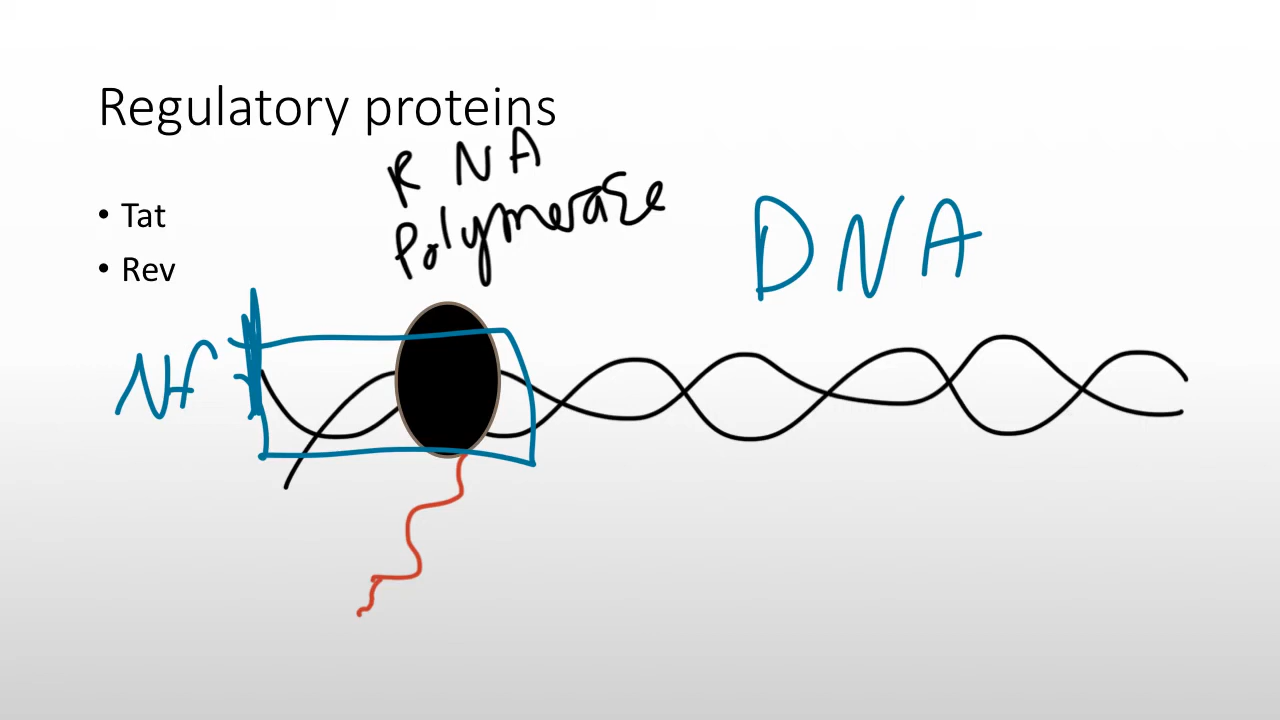 Regulatory proteins
RNA
Polymerase
• Tat
• Rev
DNA
Nf